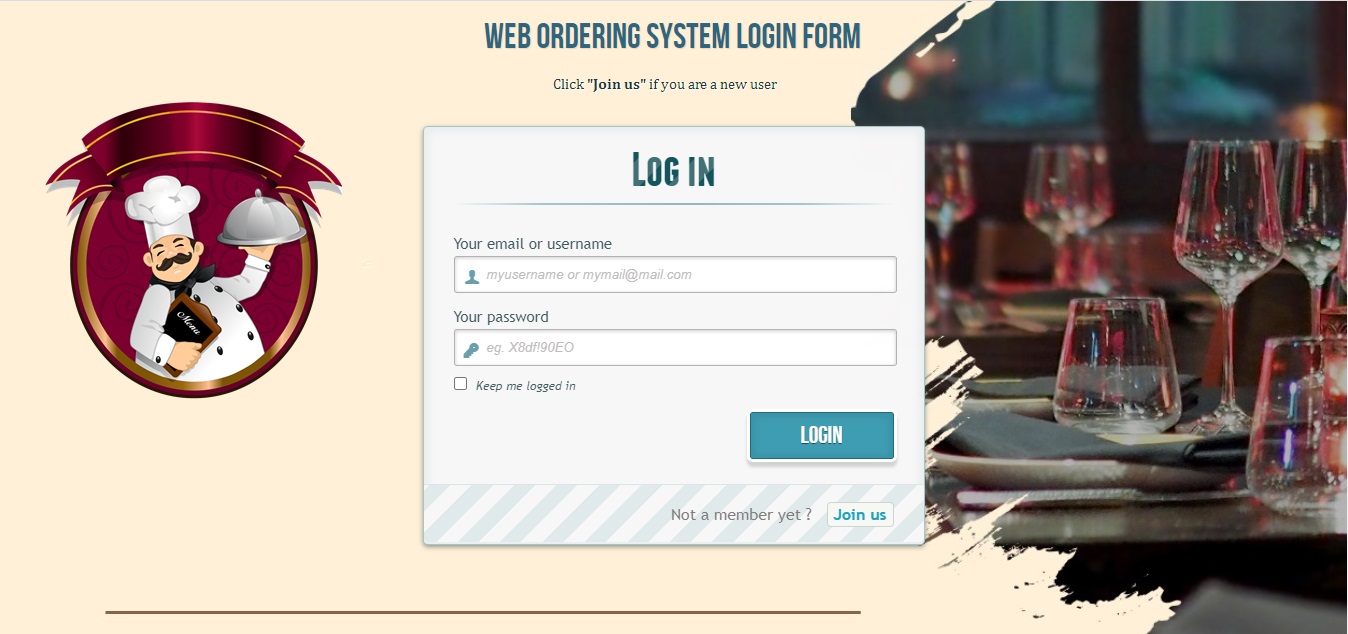 WEB ORDERING SYSTEM LOGIN FORM
Click "Join us" if you are a new user
LOG IN
Your email or username
myusername or mymail@mail.com
Your password
eg. X8df!90EO
Keep me logged in
LOGIN
Not a member yet ? Join us
Menu